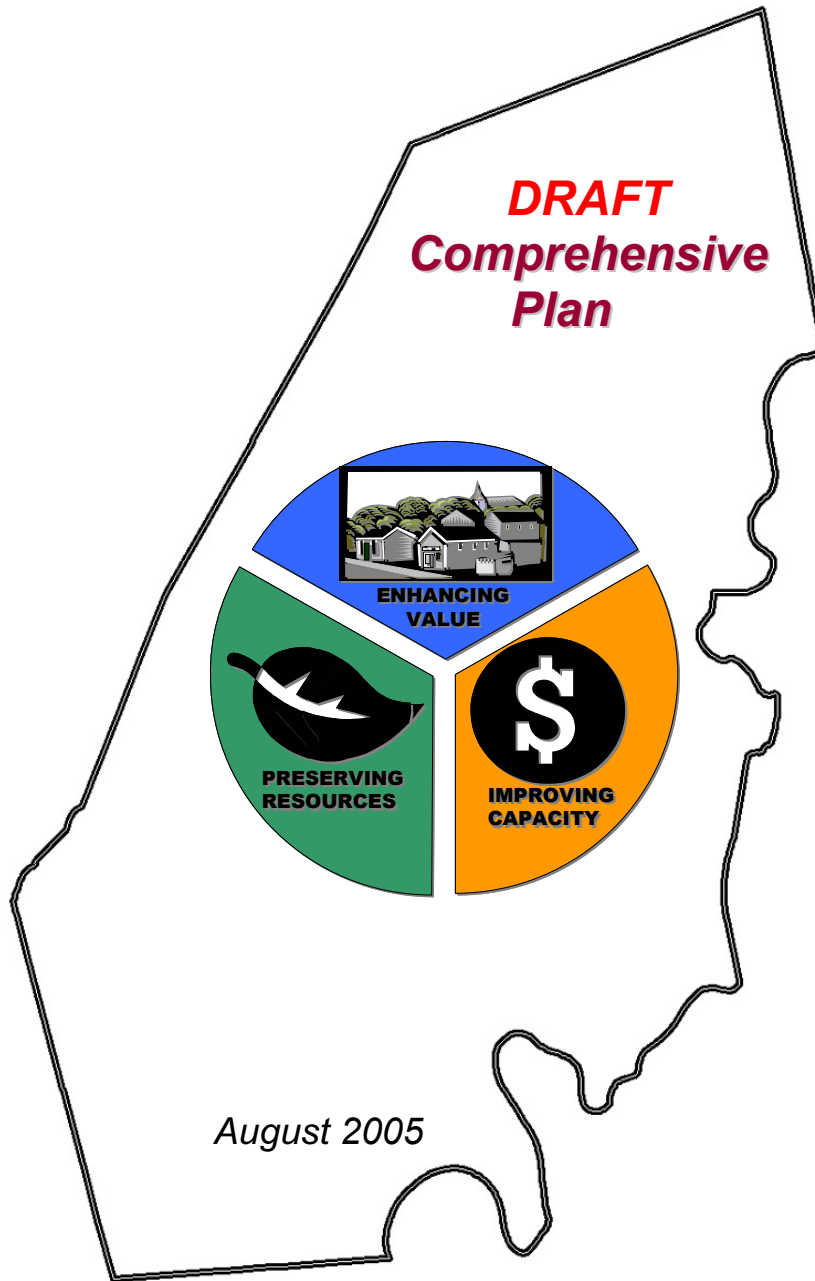 DRAFT
Comprehensive
Plan
ENHANCING
VALUE
PRESERVING
RESOURCES
$
IMPROVING
CAPACITY
August 2005